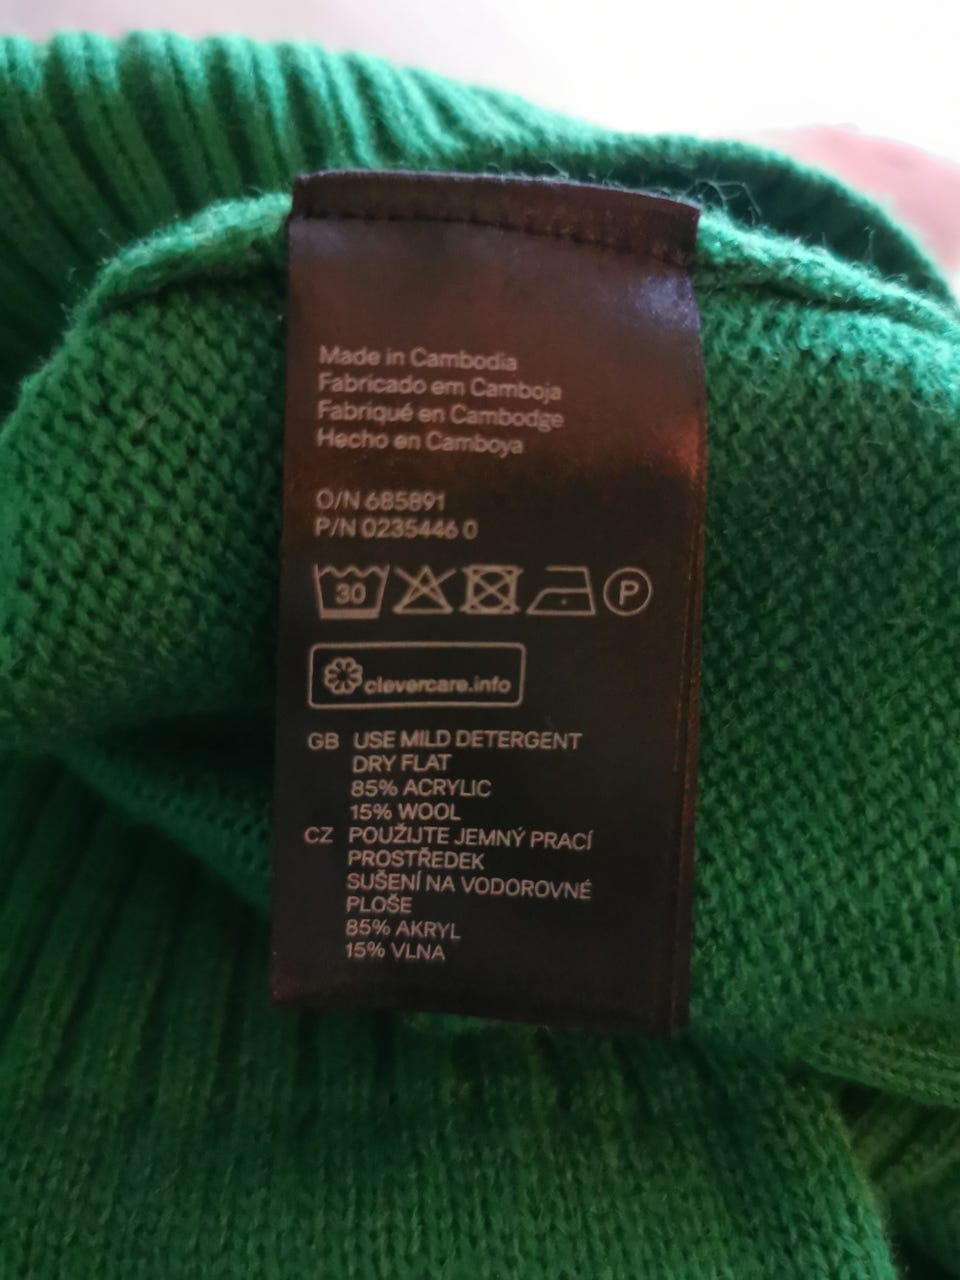 Made in Cambodia
Fabricado em Camboja
Fabriqué en Cambodge
Hecho en Camboya
O/N 685891
P/N 0235446 0
30 P
clevercare.info
GB USE MILD DETERGENT
DRY FLAT
85% ACRYLIC
15% WOOL
CZ POUŽIJTE JEMNÝ PRACÍ
PROSTŘEDEK
SUŠENÍ NA VODOROVNÉ
PLOŠE
85% AKRYL
15% VLNA